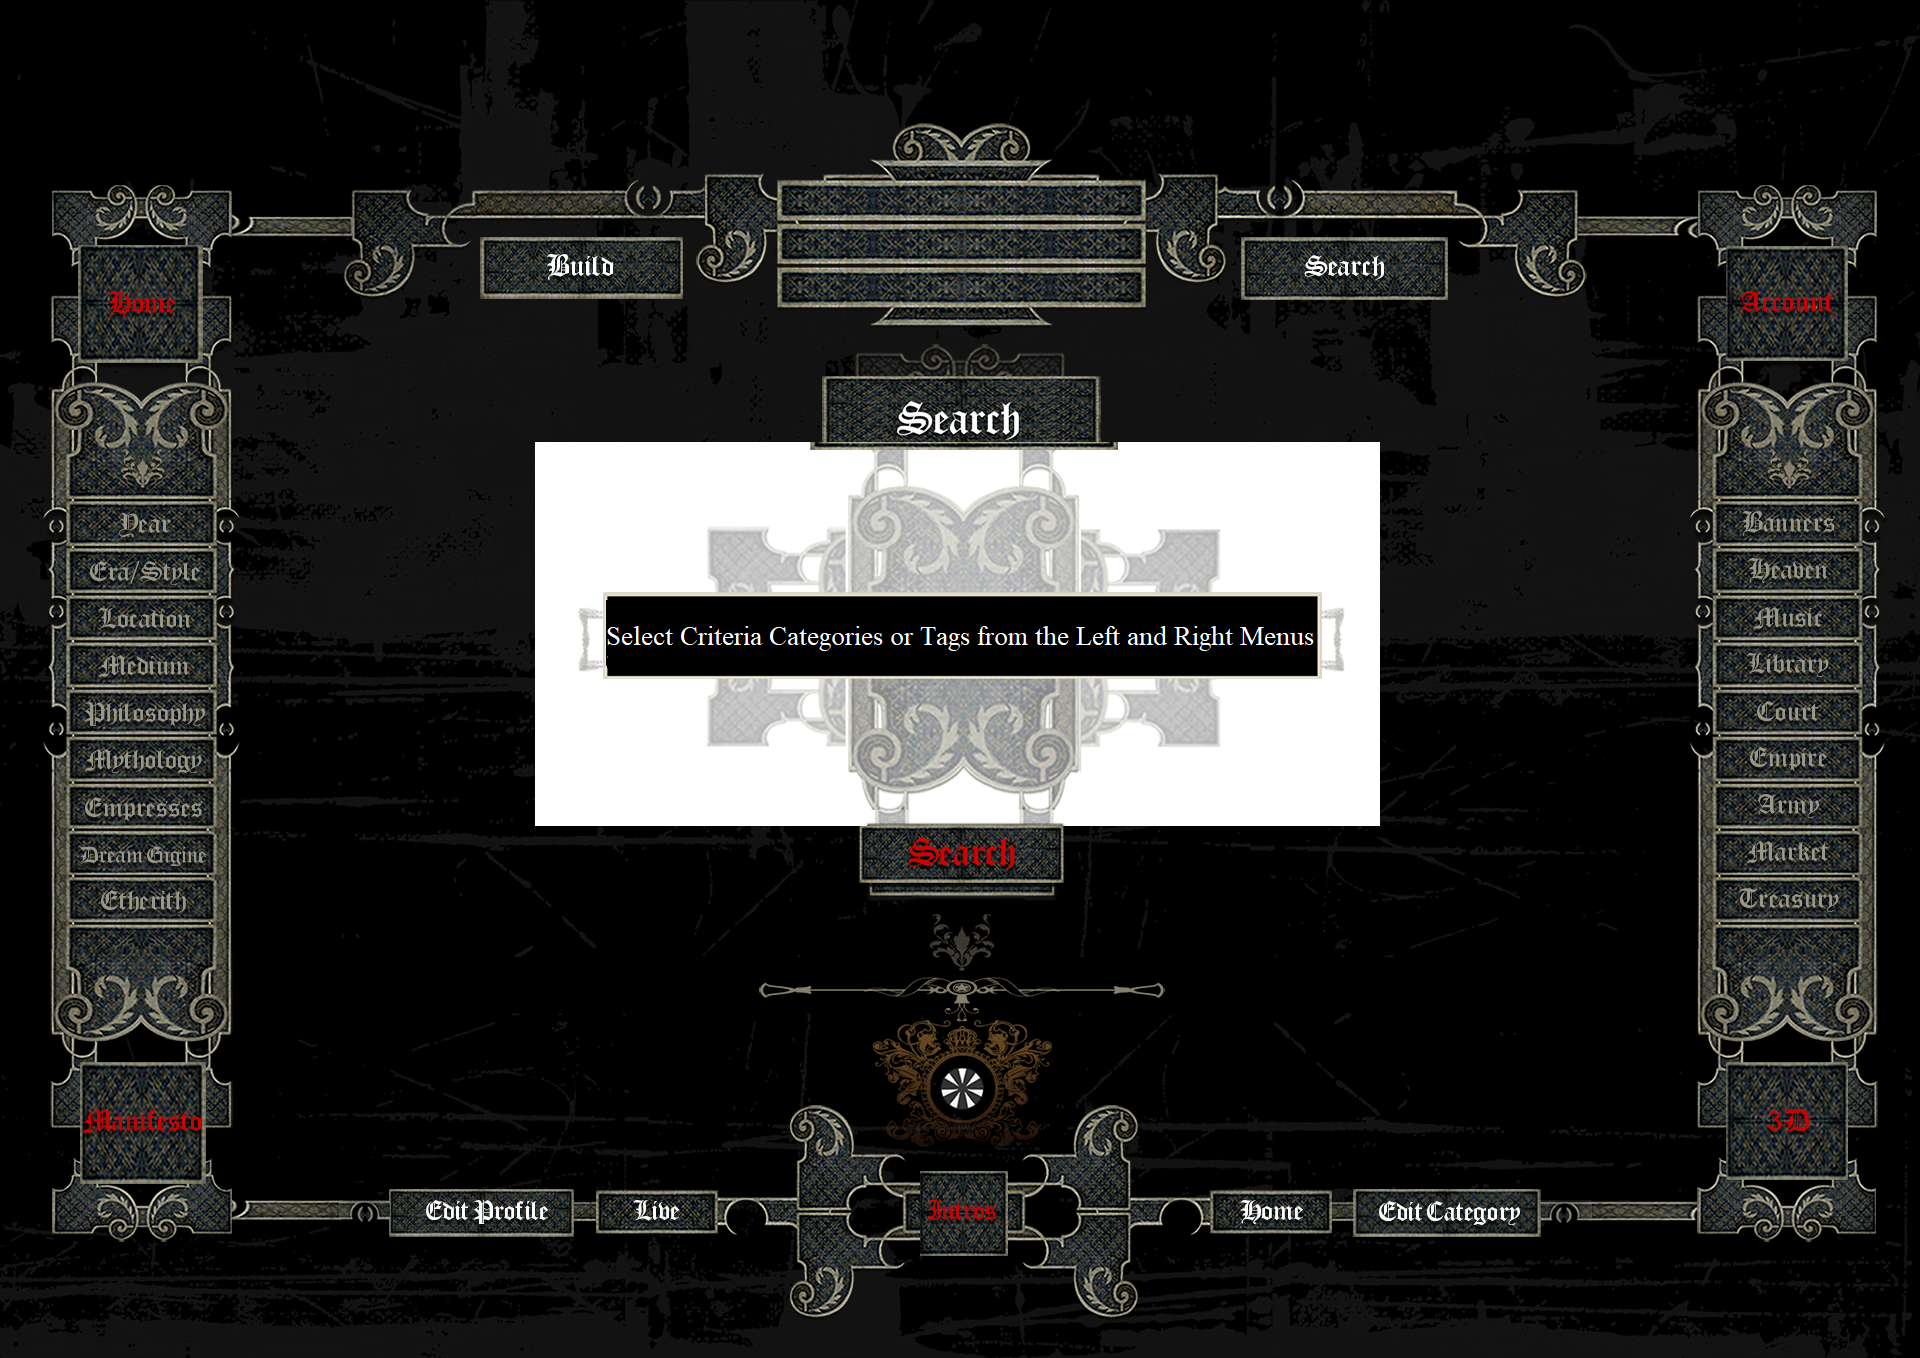 Build
Search
Home
Account
Search
Year
Era/Style
Location
Medium
Philosophy
Mythology
Empresses
Dream Engine
Etherith
Select Criteria Categories or Tags from the Left and Right Menus
Banners
Heaven
Music
Library
Court
Empire
Army
Market
Treasury
Search
Manifesto
3D
Edit Profile
Live
Intros
Home
Edit Category